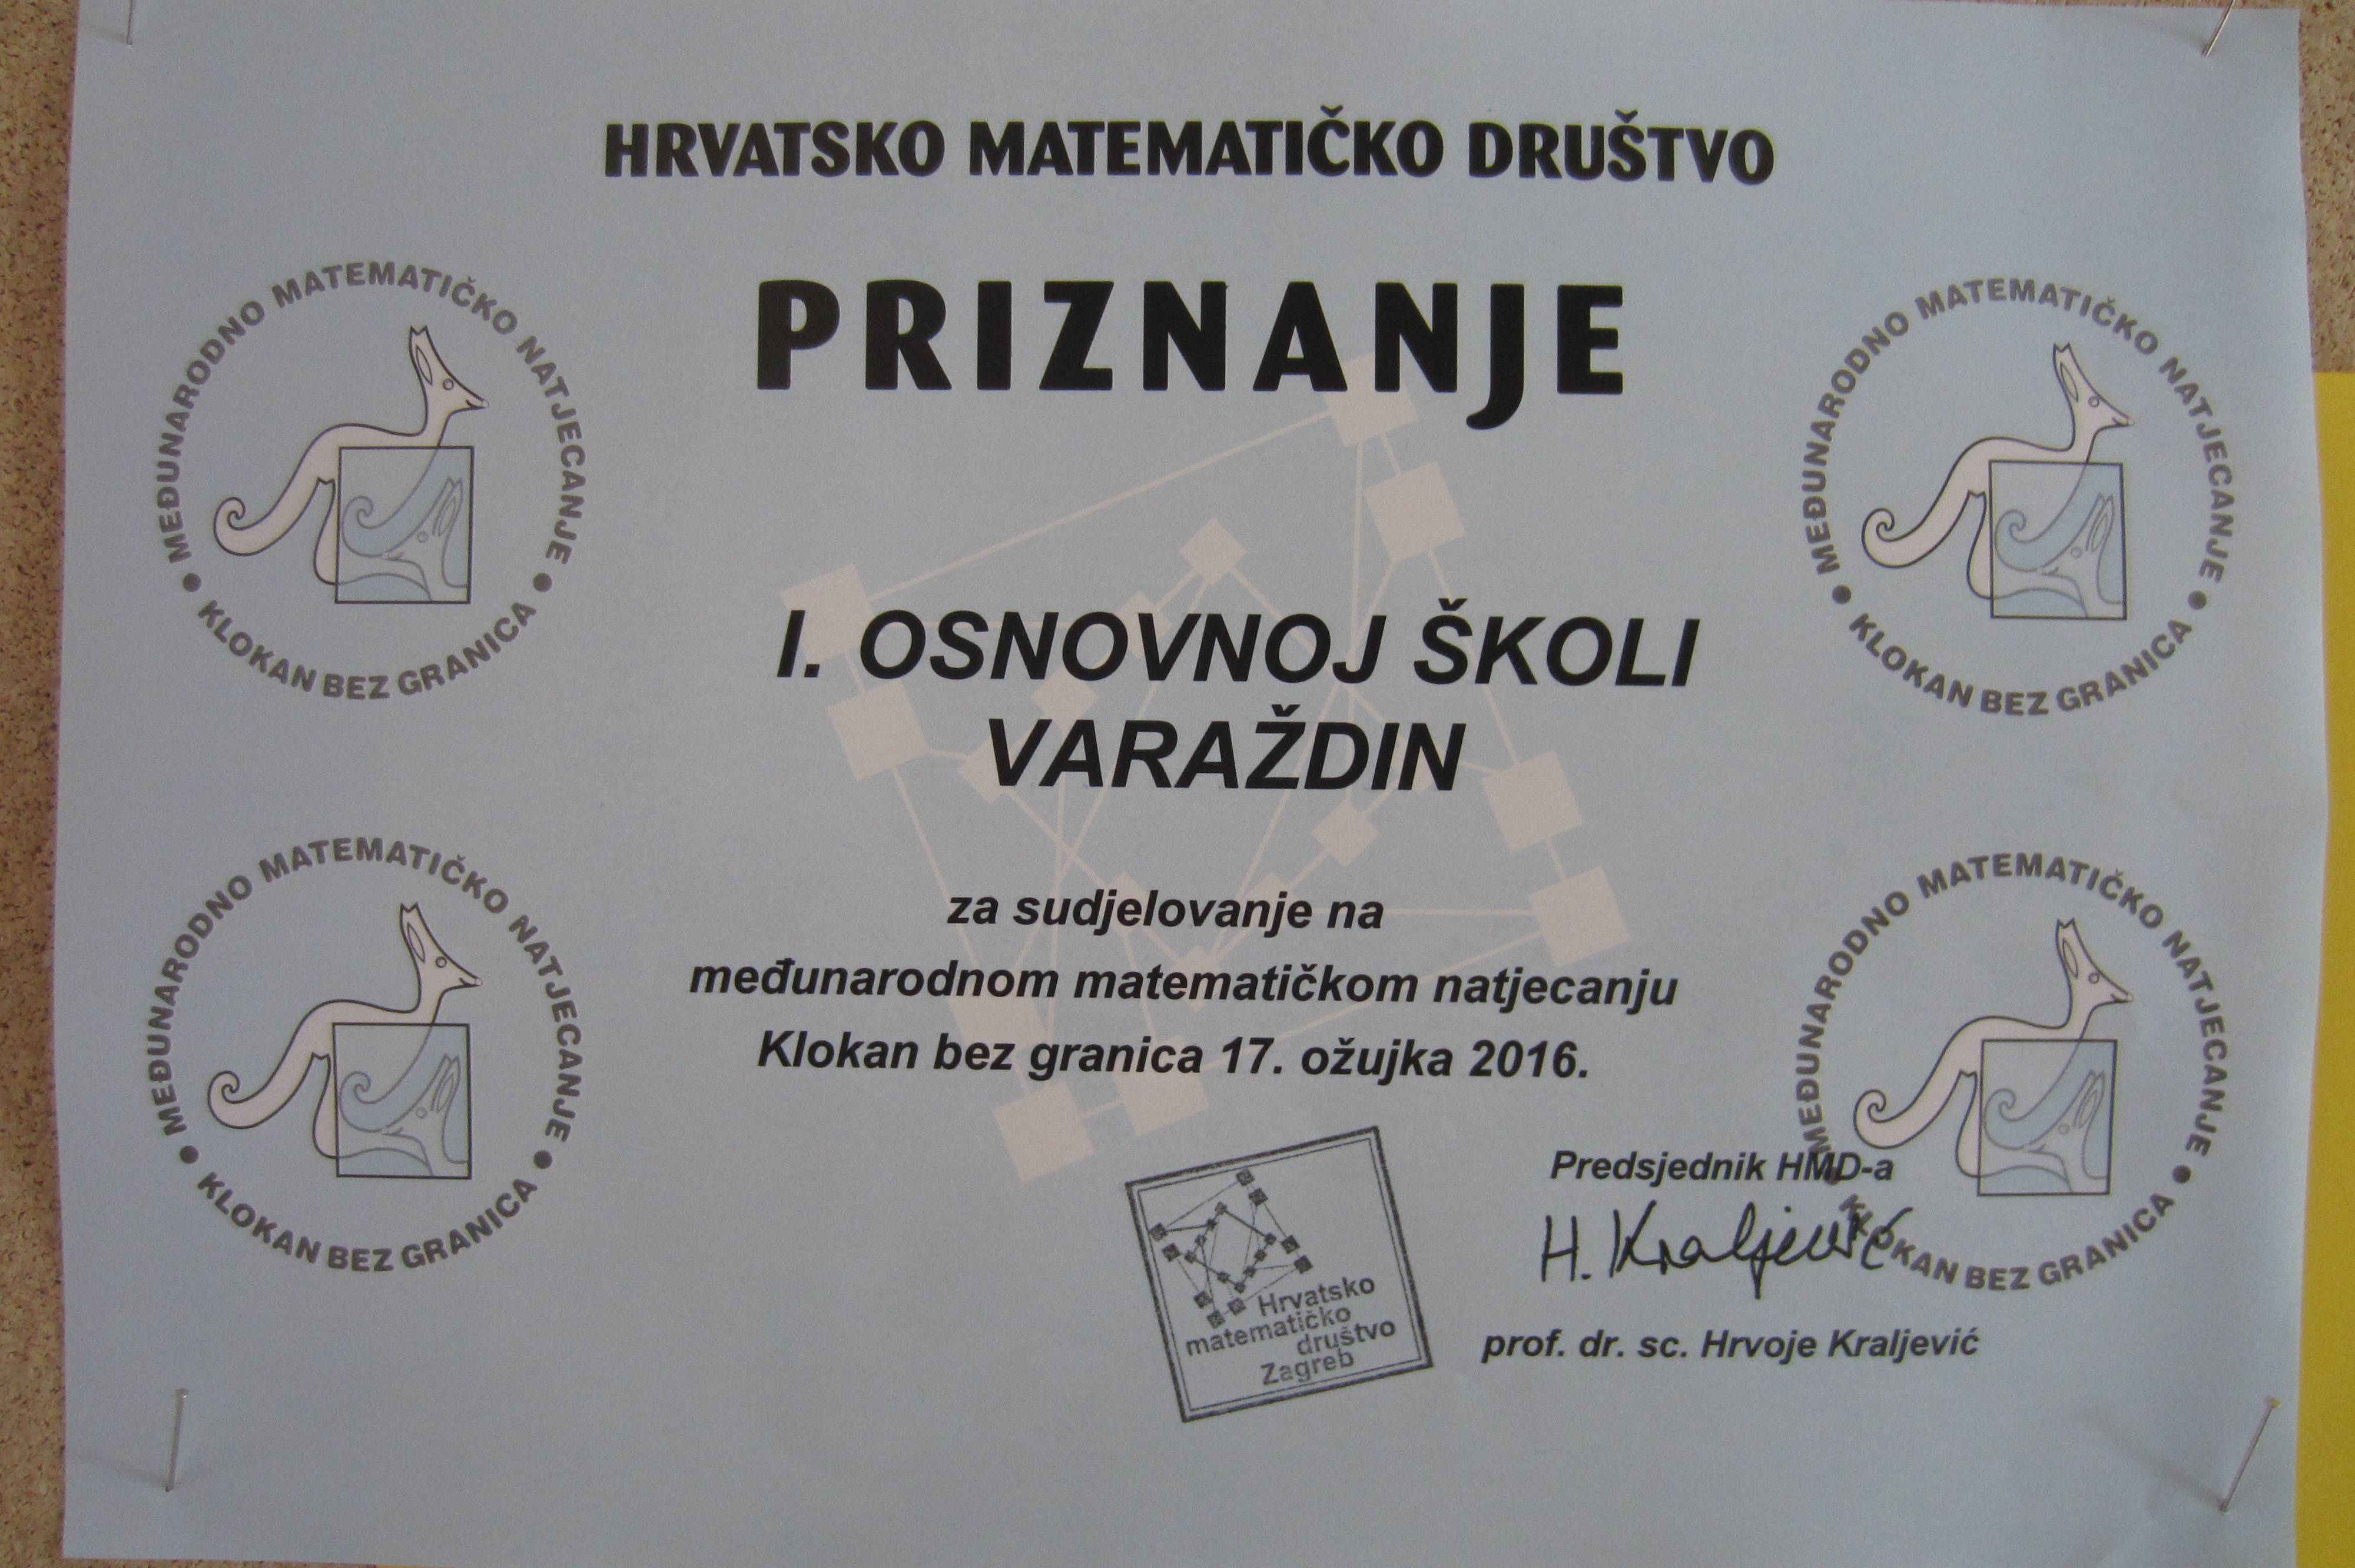 HRVATSKO MATEMATIČKO DRUŠTVO
PRIZNANJE
MEĐUNARODNO MATEMATIČKO NATJECANJE
• KLOKAN BEZ GRANICA •
MEĐUNARODNO MATEMATIČKO NATJECANJE
• KLOKAN BEZ GRANICA •
I. OSNOVNOJ ŠKOLI
VARAŽDIN
za sudjelovanje na
međunarodnom matematičkom natjecanju
Klokan bez granica 17. ožujka 2016.
MEĐUNARODNO MATEMATIČKO NATJECANJE
• KLOKAN BEZ GRANICA •
MEĐUNARODNO MATEMATIČKO NATJECANJE
• KLOKAN BEZ GRANICA •
Hrvatsko
matematičko
društvo
Zagreb
Predsjednik HMD-a
H. Kraljević
prof. dr. sc. Hrvoje Kraljević